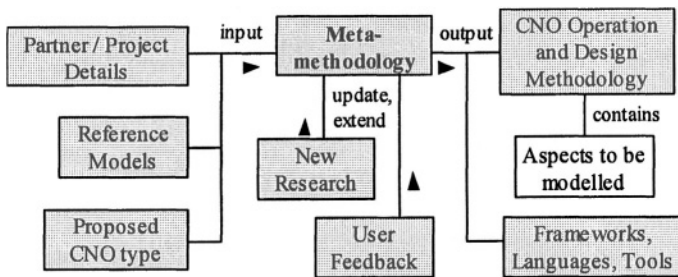 Partner / Project
Details
input
Meta-
methodology
output
CNO Operation
and Design
Methodology
Reference
Models
update,
extend
New
Research
contains
Aspects to be
modelled
Proposed
CNO type
User
Feedback
Frameworks,
Languages, Tools